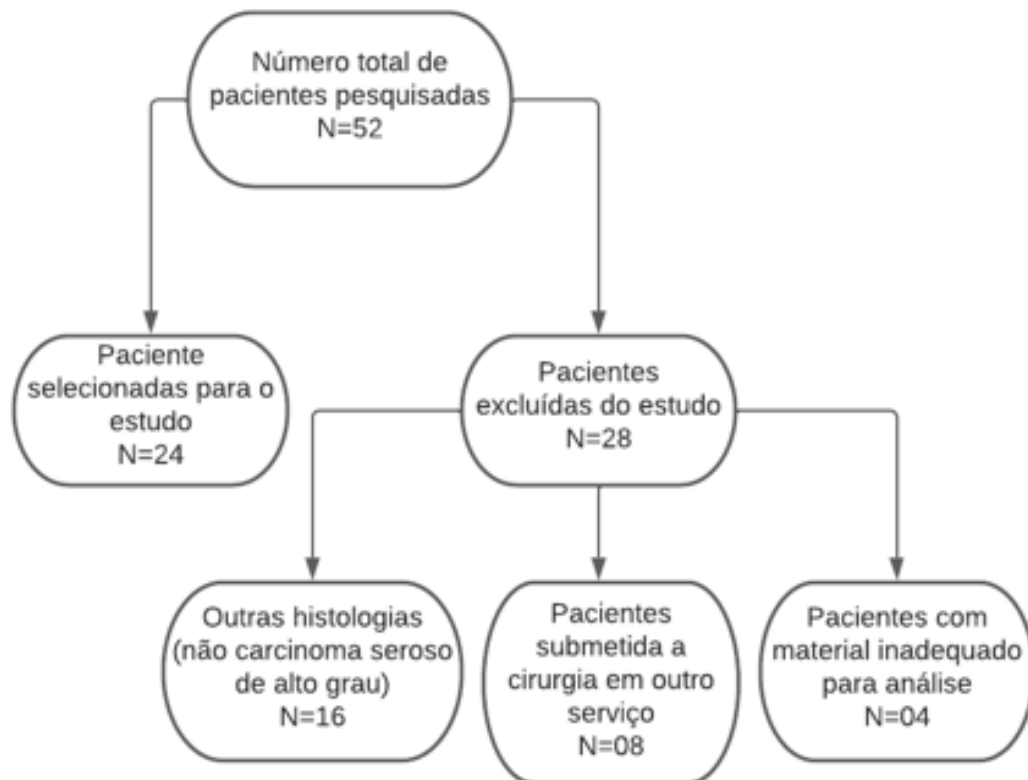 Número total de
pacientes pesquisadas
N=52
Paciente
selecionadas para o
estudo
N=24
Pacientes
excluídas do estudo
N=28
Outras histologias
(não carcinoma seroso
de alto grau)
N=16
Pacientes
submetida a
cirurgia em outro
serviço
N=08
Pacientes com
material inadequado
para análise
N=04